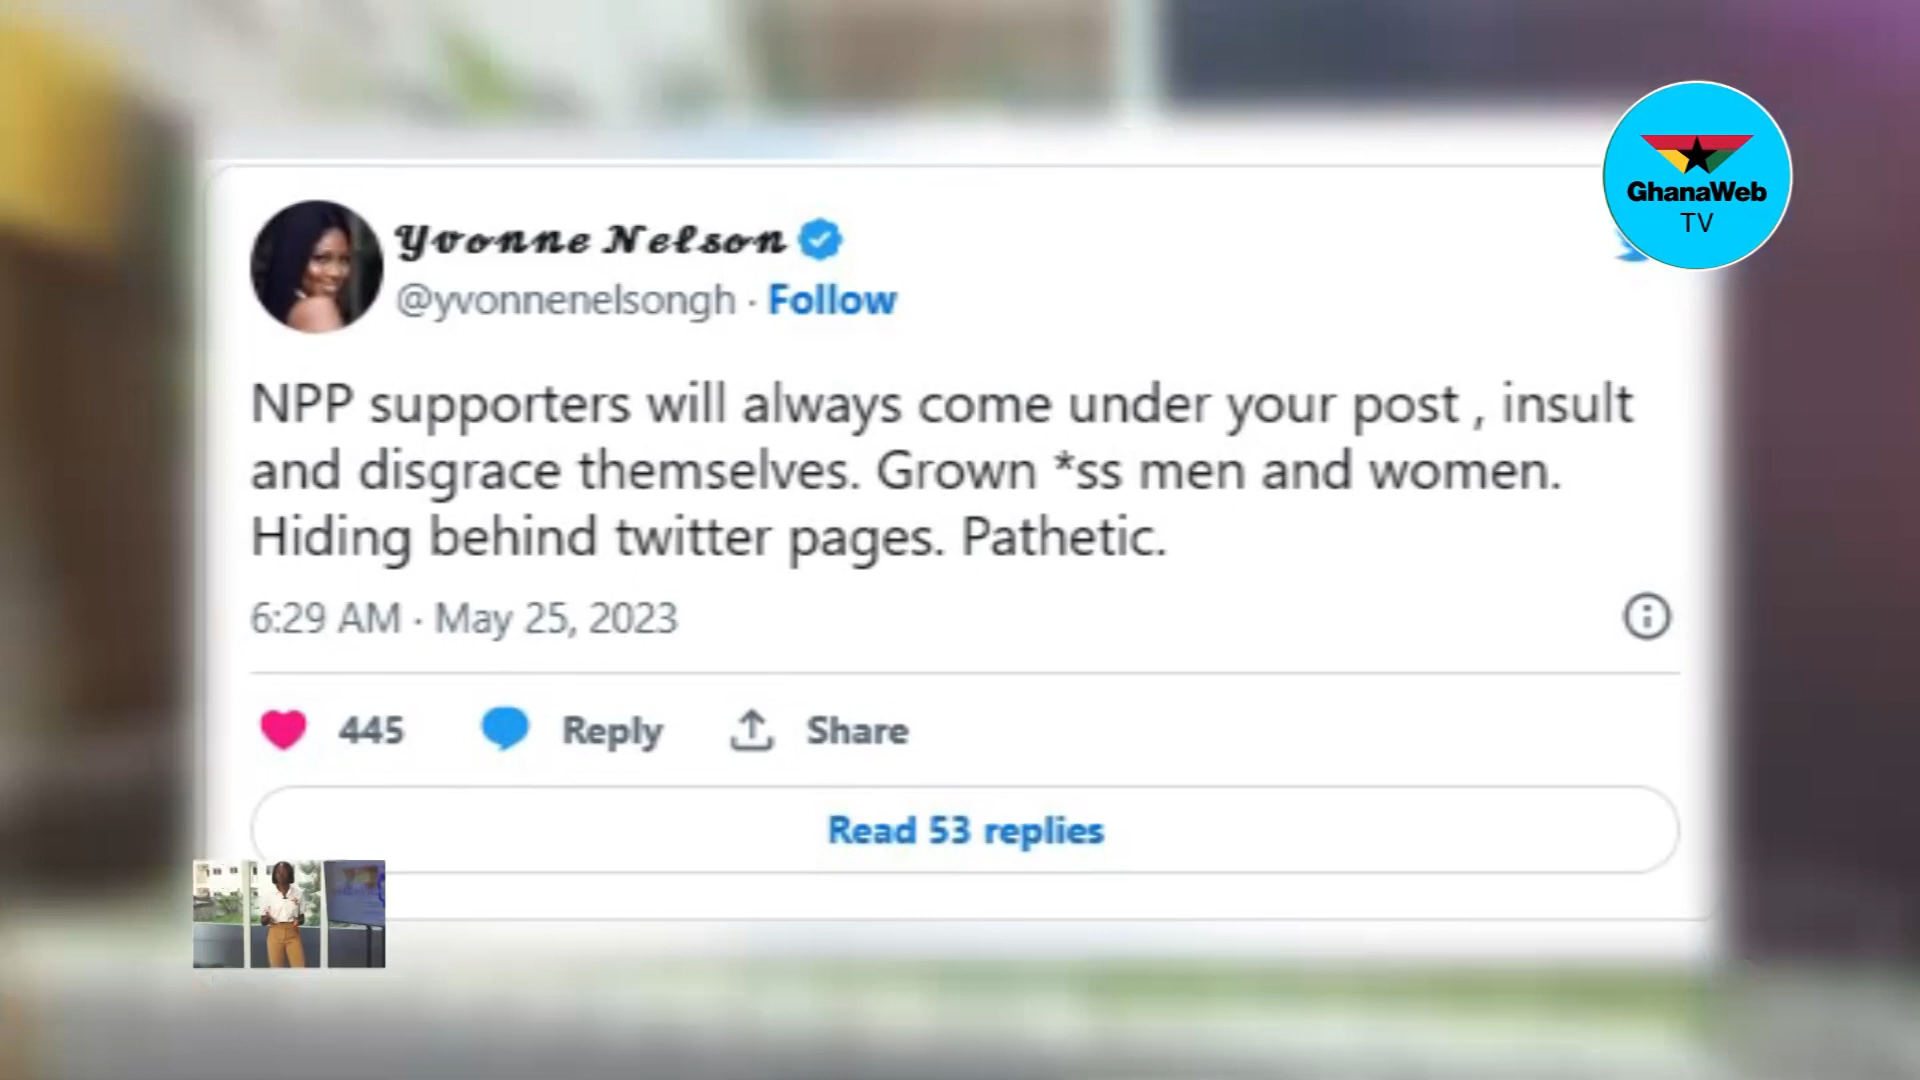 GhanaWeb
TV
Yvonne Nelson
@yvonnenelsongh · Follow
NPP supporters will always come under your post , insult
and disgrace themselves. Grown *ss men and women.
Hiding behind twitter pages. Pathetic.
6:29 AM · May 25, 2023
445 Reply Share
Read 53 replies